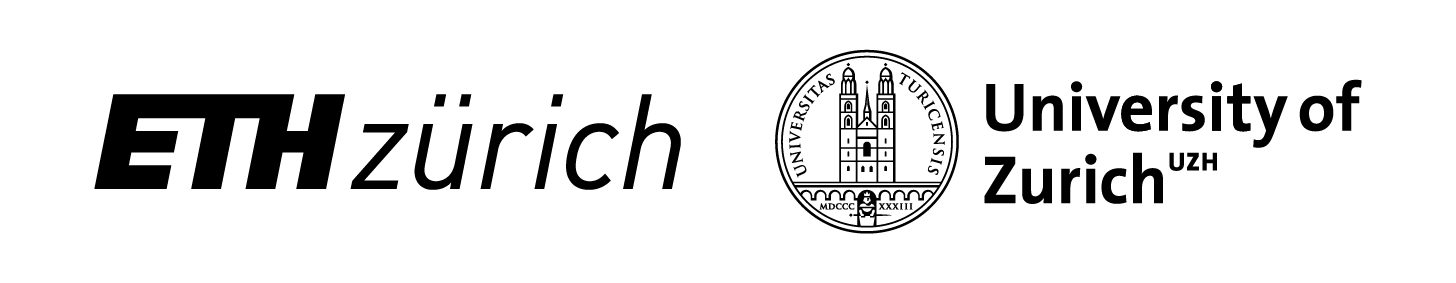 ETH zürich
UNIVERSITAS TURICENSIS
MDCCC XXXIII
University of
Zurich UZH